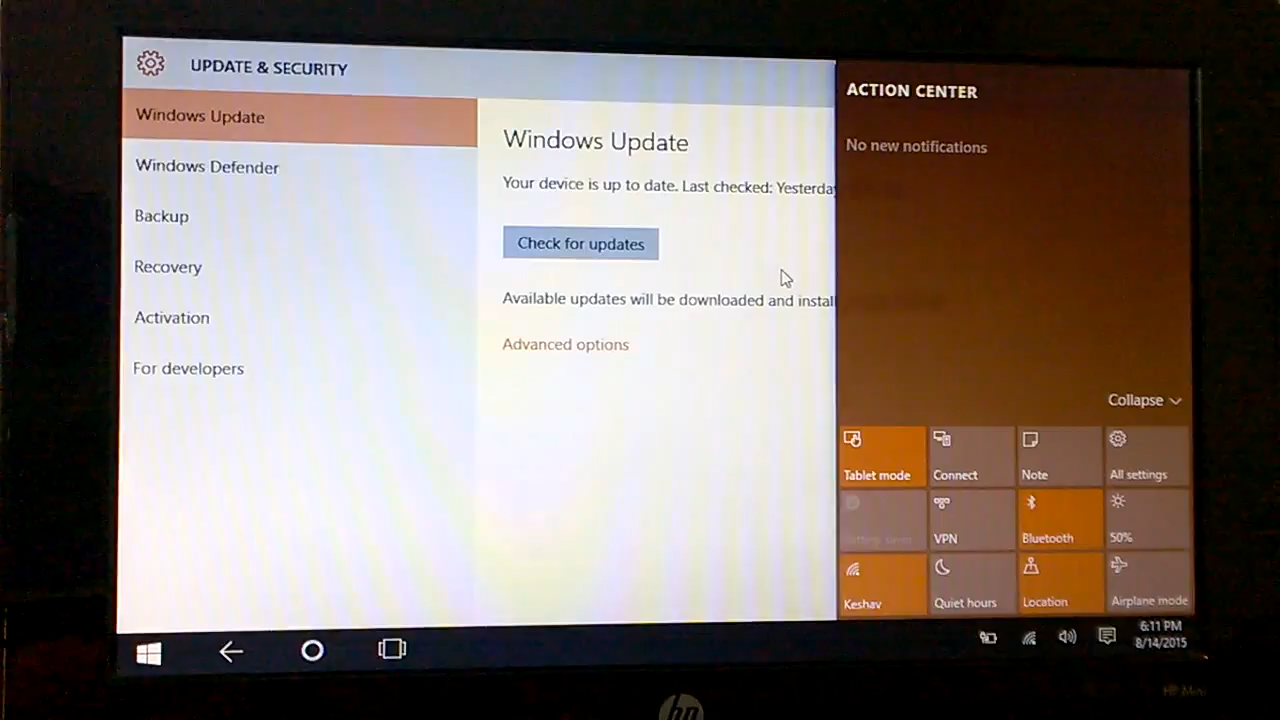 UPDATE & SECURITY
Windows Update
Windows Defender
Backup
Recovery
Activation
For developers
Windows Update
Your device is up to date. Last checked: Yesterday
Check for updates
Available updates will be downloaded and instal
Advanced options
ACTION CENTER
No new notifications
Collapse
Tablet mode
Connect
Note
All settings
VPN
Bluetooth
50%
Keshav
Quiet hours
Location
Airplane mode
6:11 PM
8/14/2015
hp
HP Mini